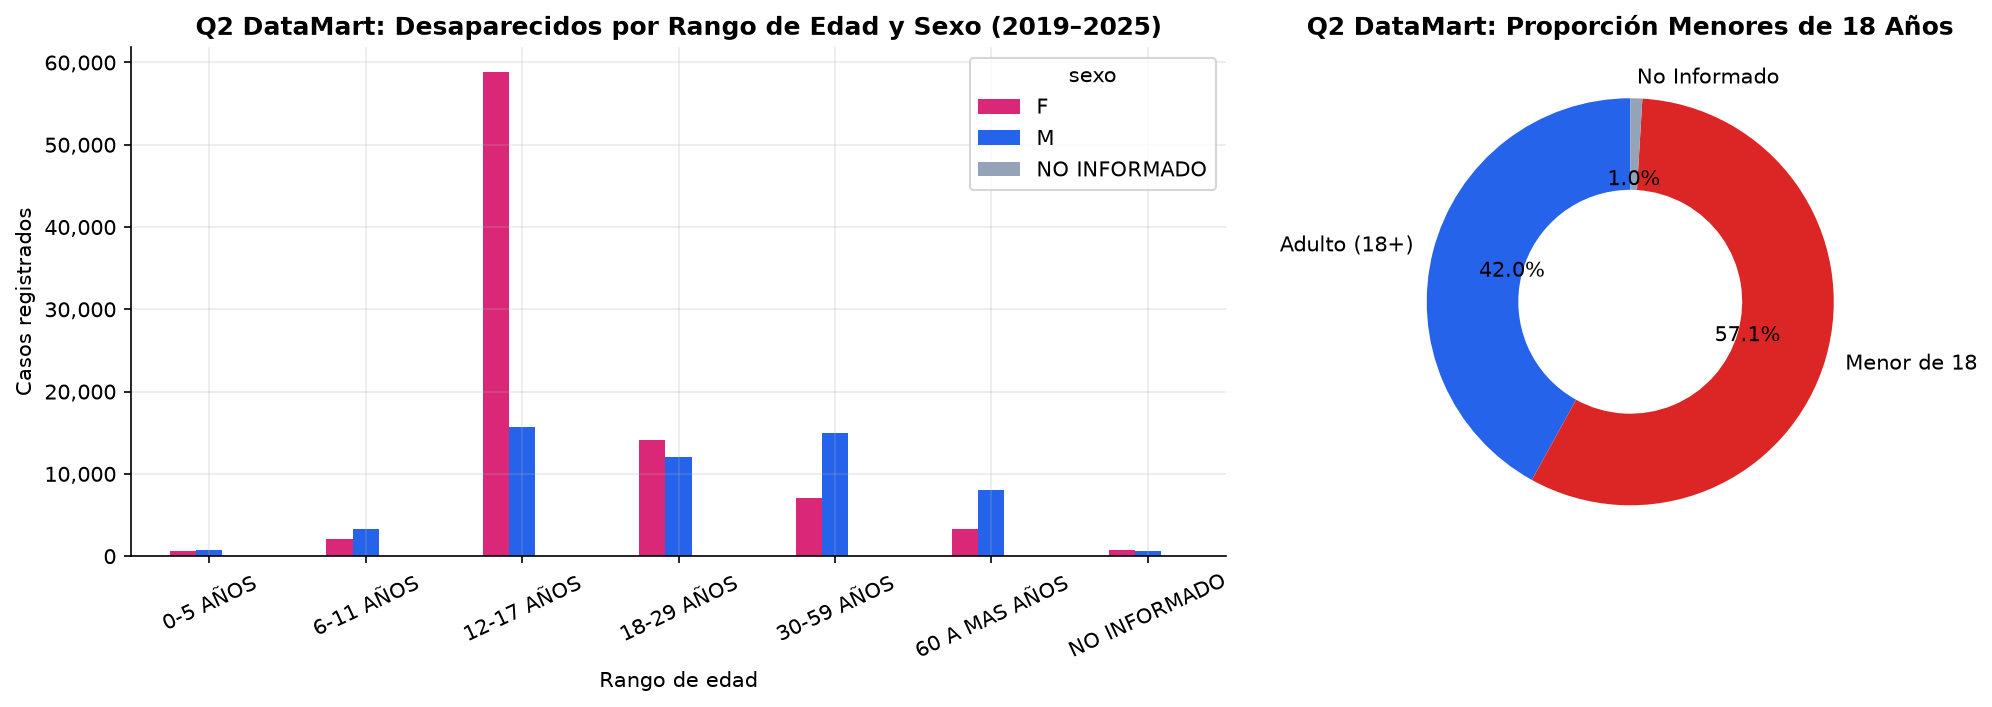 Q2 DataMart: Desaparecidos por Rango de Edad y Sexo (2019–2025)
Casos registrados
60,000
50,000
40,000
30,000
20,000
10,000
0
sexo
F
M
NO INFORMADO
0-5 AÑOS
6-11 AÑOS
12-17 AÑOS
18-29 AÑOS
30-59 AÑOS
60 A MAS AÑOS
NO INFORMADO
Rango de edad
Q2 DataMart: Proporción Menores de 18 Años
No Informado
1.0%
Adulto (18+)
42.0%
57.1%
Menor de 18